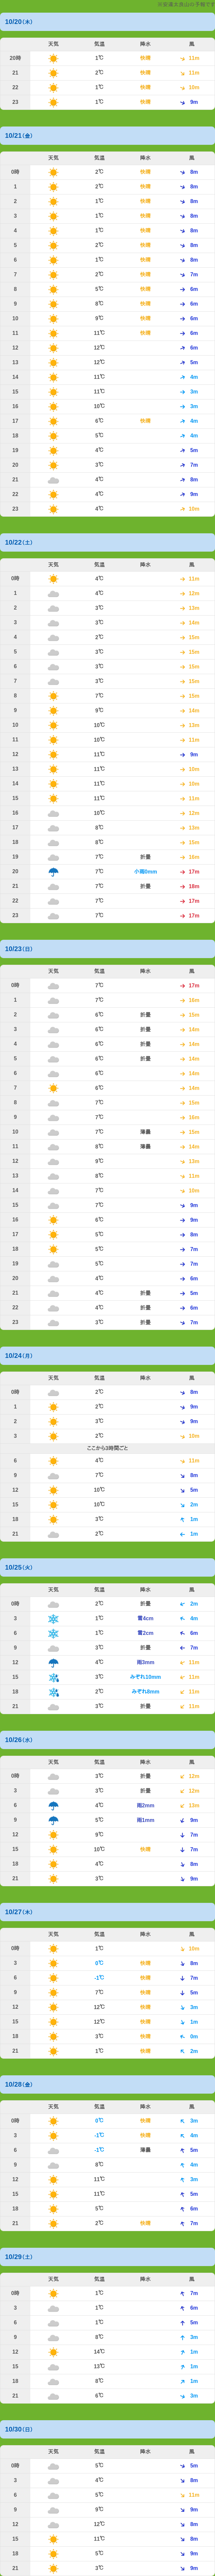 10/20(木)
天気 気温 降水 風
20時 1℃ 快晴 11m
21 2℃ 快晴 11m
22 1℃ 快晴 10m
23 1℃ 快晴 9m
10/21(金)
天気 気温 降水 風
0時 2℃ 快晴 8m
1 2℃ 快晴 8m
2 1℃ 快晴 8m
3 1℃ 快晴 8m
4 1℃ 快晴 8m
5 2℃ 快晴 8m
6 1℃ 快晴 8m
7 2℃ 快晴 7m
8 5℃ 快晴 6m
9 8℃ 快晴 6m
10 9℃ 快晴 6m
11 11℃ 快晴 6m
12 12℃ 6m
13 12℃ 5m
14 11℃ 4m
15 11℃ 3m
16 10℃ 3m
17 6℃ 快晴 4m
18 5℃ 4m
19 4℃ 5m
20 3℃ 7m
21 4℃ 8m
22 4℃ 9m
23 4℃ 10m
10/22(土)
天気 気温 降水 風
0時 4℃ 11m
1 4℃ 12m
2 3℃ 13m
3 3℃ 14m
4 2℃ 15m
5 3℃ 15m
6 3℃ 15m
7 3℃ 15m
8 7℃ 15m
9 9℃ 14m
10 10℃ 13m
11 10℃ 11m
12 11℃ 9m
13 11℃ 10m
14 11℃ 10m
15 11℃ 11m
16 10℃ 12m
17 8℃ 13m
18 8℃ 15m
19 7℃ 折曇 16m
20 7℃ 小雨0mm 17m
21 7℃ 折曇 18m
22 7℃ 17m
23 7℃ 17m
10/23(日)
天気 気温 降水 風
0時 7℃ 17m
1 7℃ 16m
2 6℃ 折曇 15m
3 6℃ 折曇 14m
4 6℃ 折曇 14m
5 6℃ 折曇 14m
6 6℃ 14m
7 6℃ 14m
8 7℃ 15m
9 7℃ 16m
10 7℃ 薄曇 15m
11 8℃ 薄曇 14m
12 9℃ 13m
13 8℃ 11m
14 7℃ 10m
15 7℃ 9m
16 6℃ 9m
17 5℃ 8m
18 5℃ 7m
19 5℃ 7m
20 4℃ 6m
21 4℃ 折曇 5m
22 4℃ 折曇 6m
23 3℃ 折曇 7m
10/24(月)
天気 気温 降水 風
0時 2℃ 8m
1 2℃ 9m
2 3℃ 9m
3 2℃ 10m
ここから3時間ごと
6 4℃ 11m
9 7℃ 8m
12 10℃ 5m
15 10℃ 2m
18 3℃ 1m
21 2℃ 1m
10/25(火)
天気 気温 降水 風
0時 2℃ 折曇 2m
3 1℃ 雪4cm 4m
6 1℃ 雪2cm 6m
9 3℃ 折曇 7m
12 4℃ 雨3mm 11m
15 3℃ みぞれ10mm 11m
18 2℃ みぞれ8mm 11m
21 3℃ 折曇 11m
10/26(水)
天気 気温 降水 風
0時 3℃ 折曇 12m
3 3℃ 折曇 12m
6 4℃ 雨2mm 13m
9 5℃ 雨1mm 9m
12 9℃ 7m
15 10℃ 快晴 7m
18 4℃ 8m
21 3℃ 9m
10/27(木)
天気 気温 降水 風
0時 1℃ 10m
3 0℃ 快晴 8m
6 -1℃ 快晴 7m
9 7℃ 快晴 5m
12 12℃ 快晴 3m
15 12℃ 快晴 1m
18 3℃ 快晴 0m
21 1℃ 快晴 2m
10/28(金)
天気 気温 降水 風
0時 0℃ 快晴 3m
3 -1℃ 快晴 4m
6 -1℃ 薄曇 5m
9 8℃ 4m
12 11℃ 3m
15 11℃ 5m
18 5℃ 6m
21 2℃ 快晴 7m
10/29(土)
天気 気温 降水 風
0時 1℃ 7m
3 1℃ 6m
6 1℃ 5m
9 8℃ 3m
12 14℃ 1m
15 13℃ 1m
18 8℃ 1m
21 6℃ 3m
10/30(日)
天気 気温 降水 風
0時 5℃ 5m
3 4℃ 8m
6 5℃ 11m
9 9℃ 9m
12 12℃ 8m
15 11℃ 8m
18 5℃ 9m
21 3℃ 9m